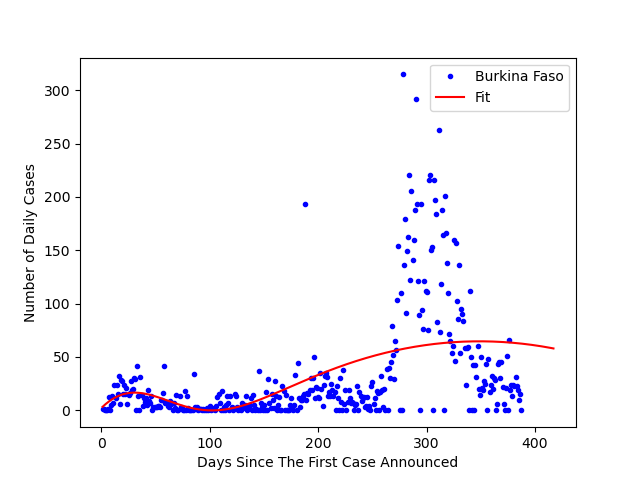 Burkina Faso
Fit
Number of Daily Cases
300
250
200
150
100
50
0
0 100 200 300 400
Days Since The First Case Announced